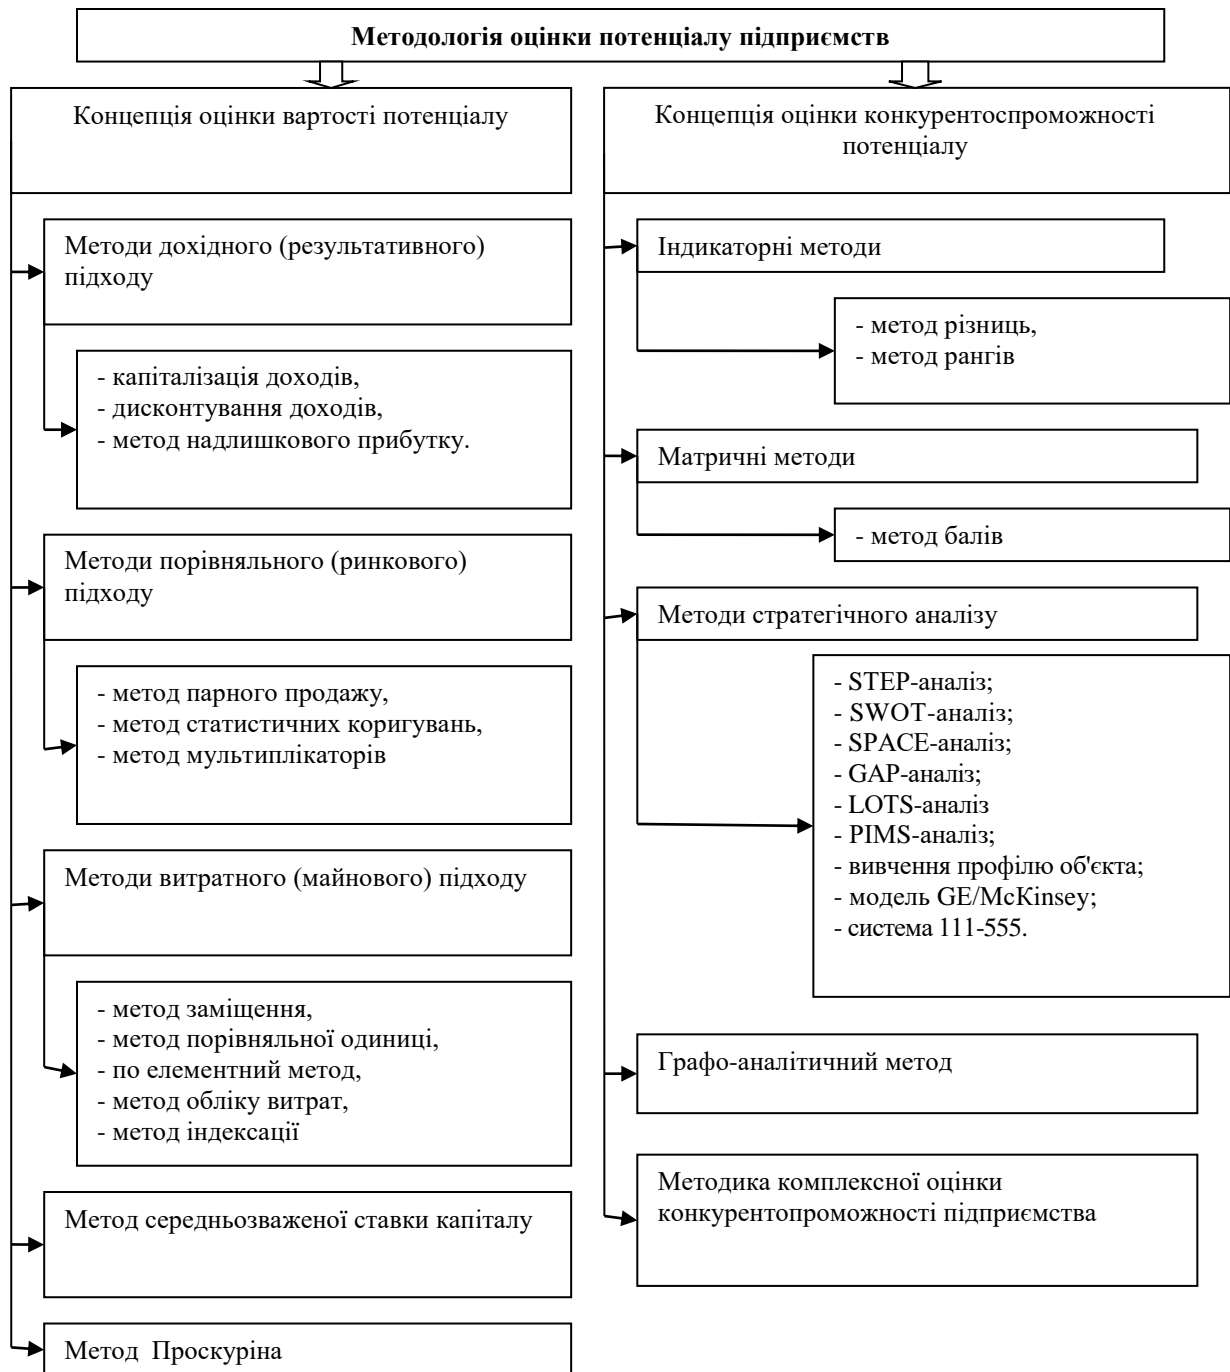 Методологія оцінки потенціалу підприємств
Концепція оцінки вартості потенціалу
Методи дохідного (результативного)
підходу
- капіталізація доходів,
- дисконтування доходів,
- метод надлишкового прибутку.
Методи порівняльного (ринкового)
підходу
- метод парного продажу,
- метод статистичних коригувань,
- метод мультиплікаторів
Методи витратного (майнового) підходу
- метод заміщення,
- метод порівняльної одиниці,
- по елементний метод,
- метод обліку витрат,
- метод індексації
Метод середньозваженої ставки капіталу
Метод Проскуріна
Концепція оцінки конкурентоспроможності
потенціалу
Індикаторні методи
- метод різниць,
- метод рангів
Матричні методи
- метод балів
Методи стратегічного аналізу
- STEP-аналіз;
- SWOT-аналіз;
- SPACE-аналіз;
- GAP-аналіз;
- LOTS-аналіз
- PIMS-аналіз;
- вивчення профілю об'єкта;
- модель GE/McKinsey;
- система 111-555.
Графо-аналітичний метод
Методика комплексної оцінки
конкурентопроможності підприємства